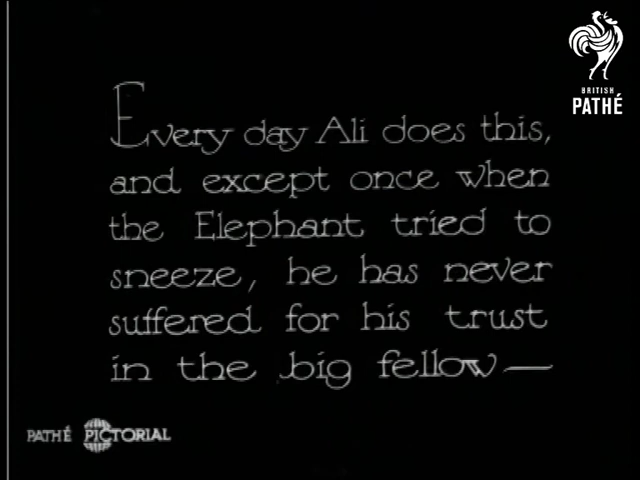 BRITISH
PATHÉ
Every day Ali does this,
and except once when
the Elephant tried to
sneeze, he has never
suffered for his trust
in the big fellow—
PATHÉ PICTORIAL